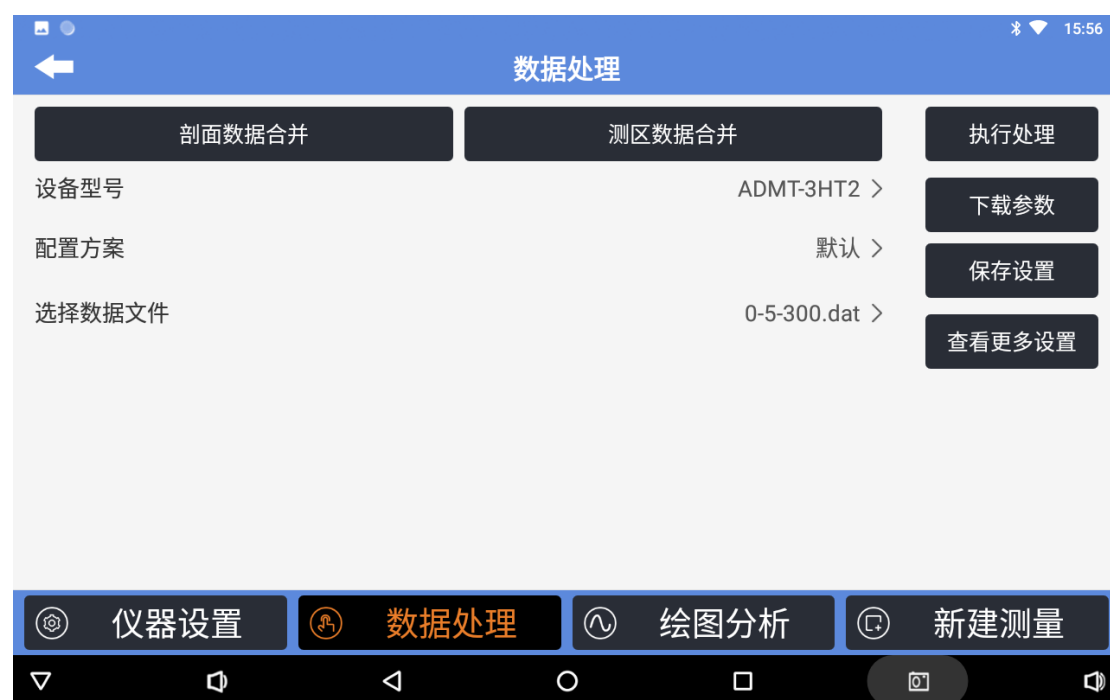 15:56
数据处理
剖面数据合并
测区数据合并
执行处理
设备型号
ADMT-3HT2
下载参数
配置方案
默认
保存设置
选择数据文件
0-5-300.dat
查看更多设置
仪器设置
数据处理
绘图分析
新建测量